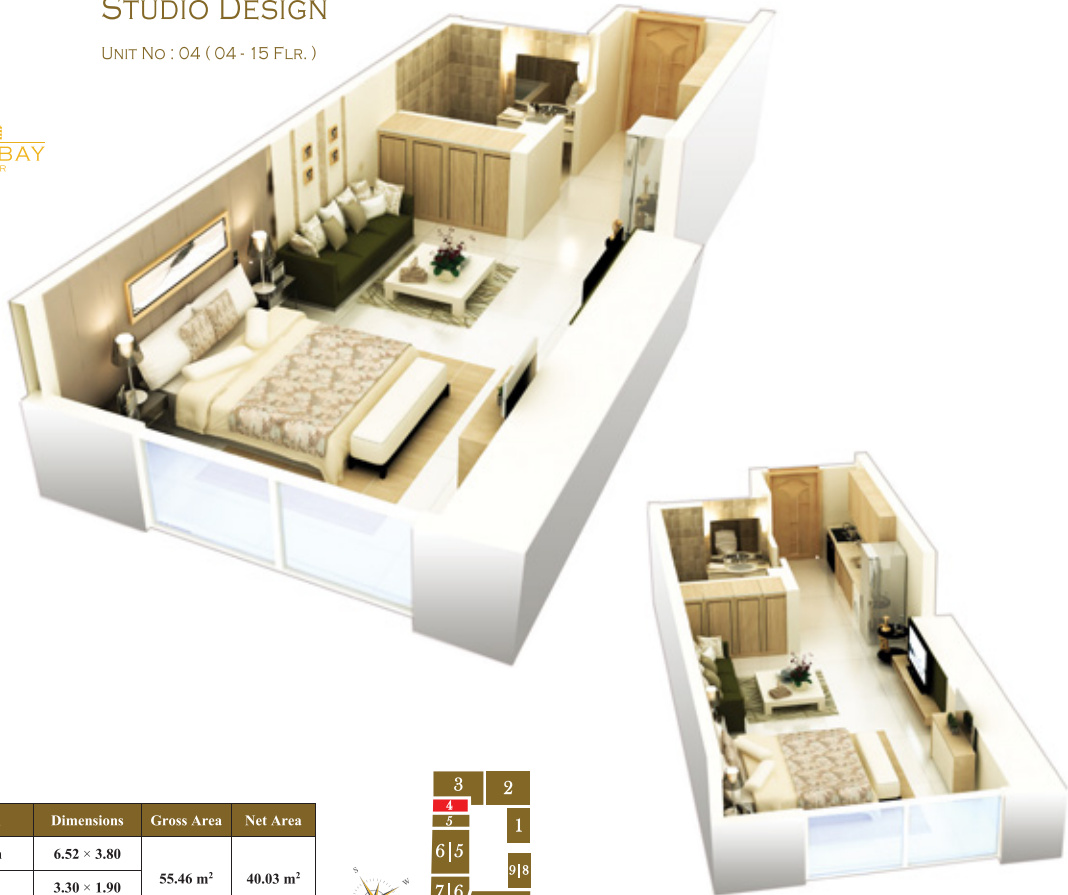 STUDIO DESIGN
UNIT NO : 04 ( 04 - 15 FLR. )
BAY
R
Dimensions Gross Area Net Area
6.52 × 3.80
55.46 m² 40.03 m²
3.30 × 1.90
3 2
4
5
1
6|5
9|8
7|6
S
W